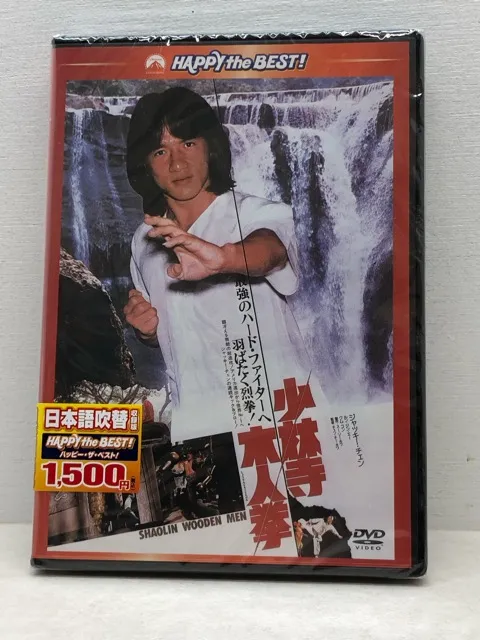 HAPPY the BEST!
最強のハード・ファイターへ
羽ばたく烈拳!
少林寺
木人拳
ジャッキー・チェン
日本語吹替
収録版
HAPPY the BEST!
ハッピー・ザ・ベスト!
1,500円
SHAOLIN WOODEN MEN
DVD
VIDEO